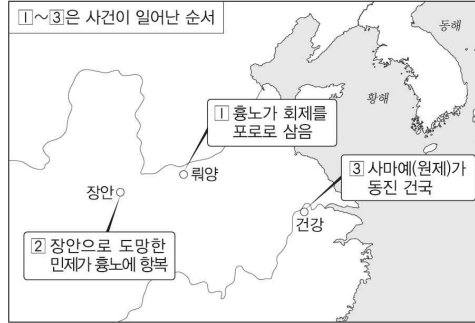 1~3은 사건이 일어난 순서
동해
황해
1 흉노가 회제를
포로로 삼음
뤄양
장안
3 사마예(원제)가
동진 건국
건강
2 장안으로 도망한
민제가 흉노에 항복